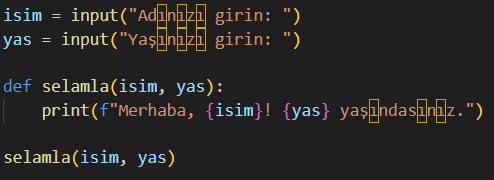 isim = input("Adınızı girin: ")
yas = input("Yaşınızı girin: ")
def selamla(isim, yas):
    print(f"Merhaba, {isim}! {yas} yaşındasınız.")
selamla(isim, yas)